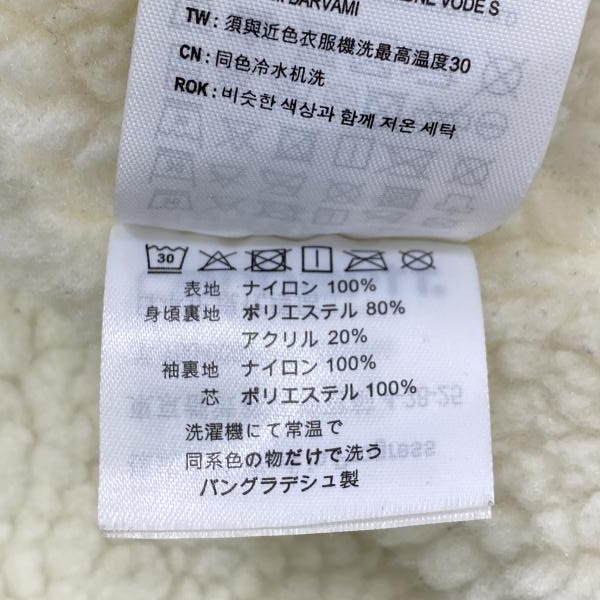 VODE S
BARVAMI
TW: 須與近色衣服機洗最高温度30
CN: 同色冷水机洗
ROK: 비슷한 색상과 함께 저온 세탁
30
表地 ナイロン 100%
身頃裏地 ポリエステル 80%
アクリル 20%
袖裏地 ナイロン 100%
芯 ポリエステル 100%
洗濯機にて常温で
同系色の物だけで洗う
バングラデシュ製